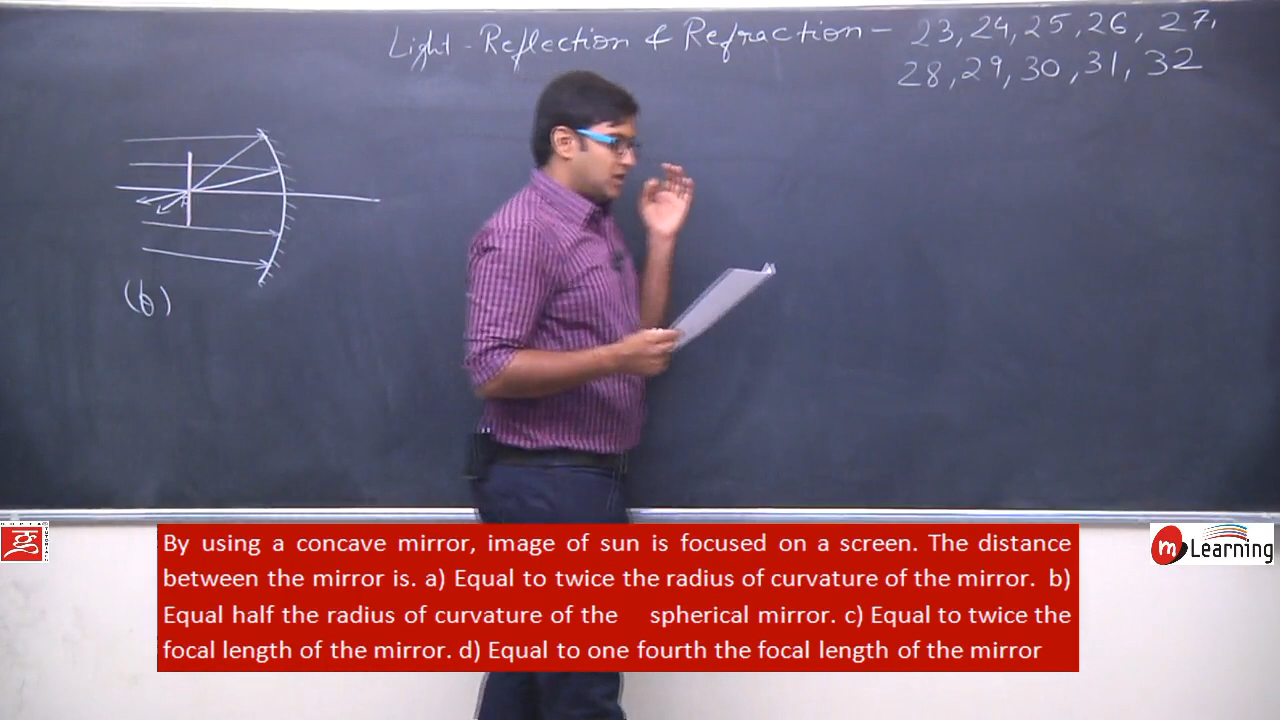 Light - Reflection & Refraction - 23, 24, 25, 26, 27,
28, 29, 30, 31, 32
(b)
By using a concave mirror, image of sun is focused on a screen. The distance
between the mirror is. a) Equal to twice the radius of curvature of the mirror. b)
Equal half the radius of curvature of the spherical mirror. c) Equal to twice the
focal length of the mirror. d) Equal to one fourth the focal length of the mirror
m Learning